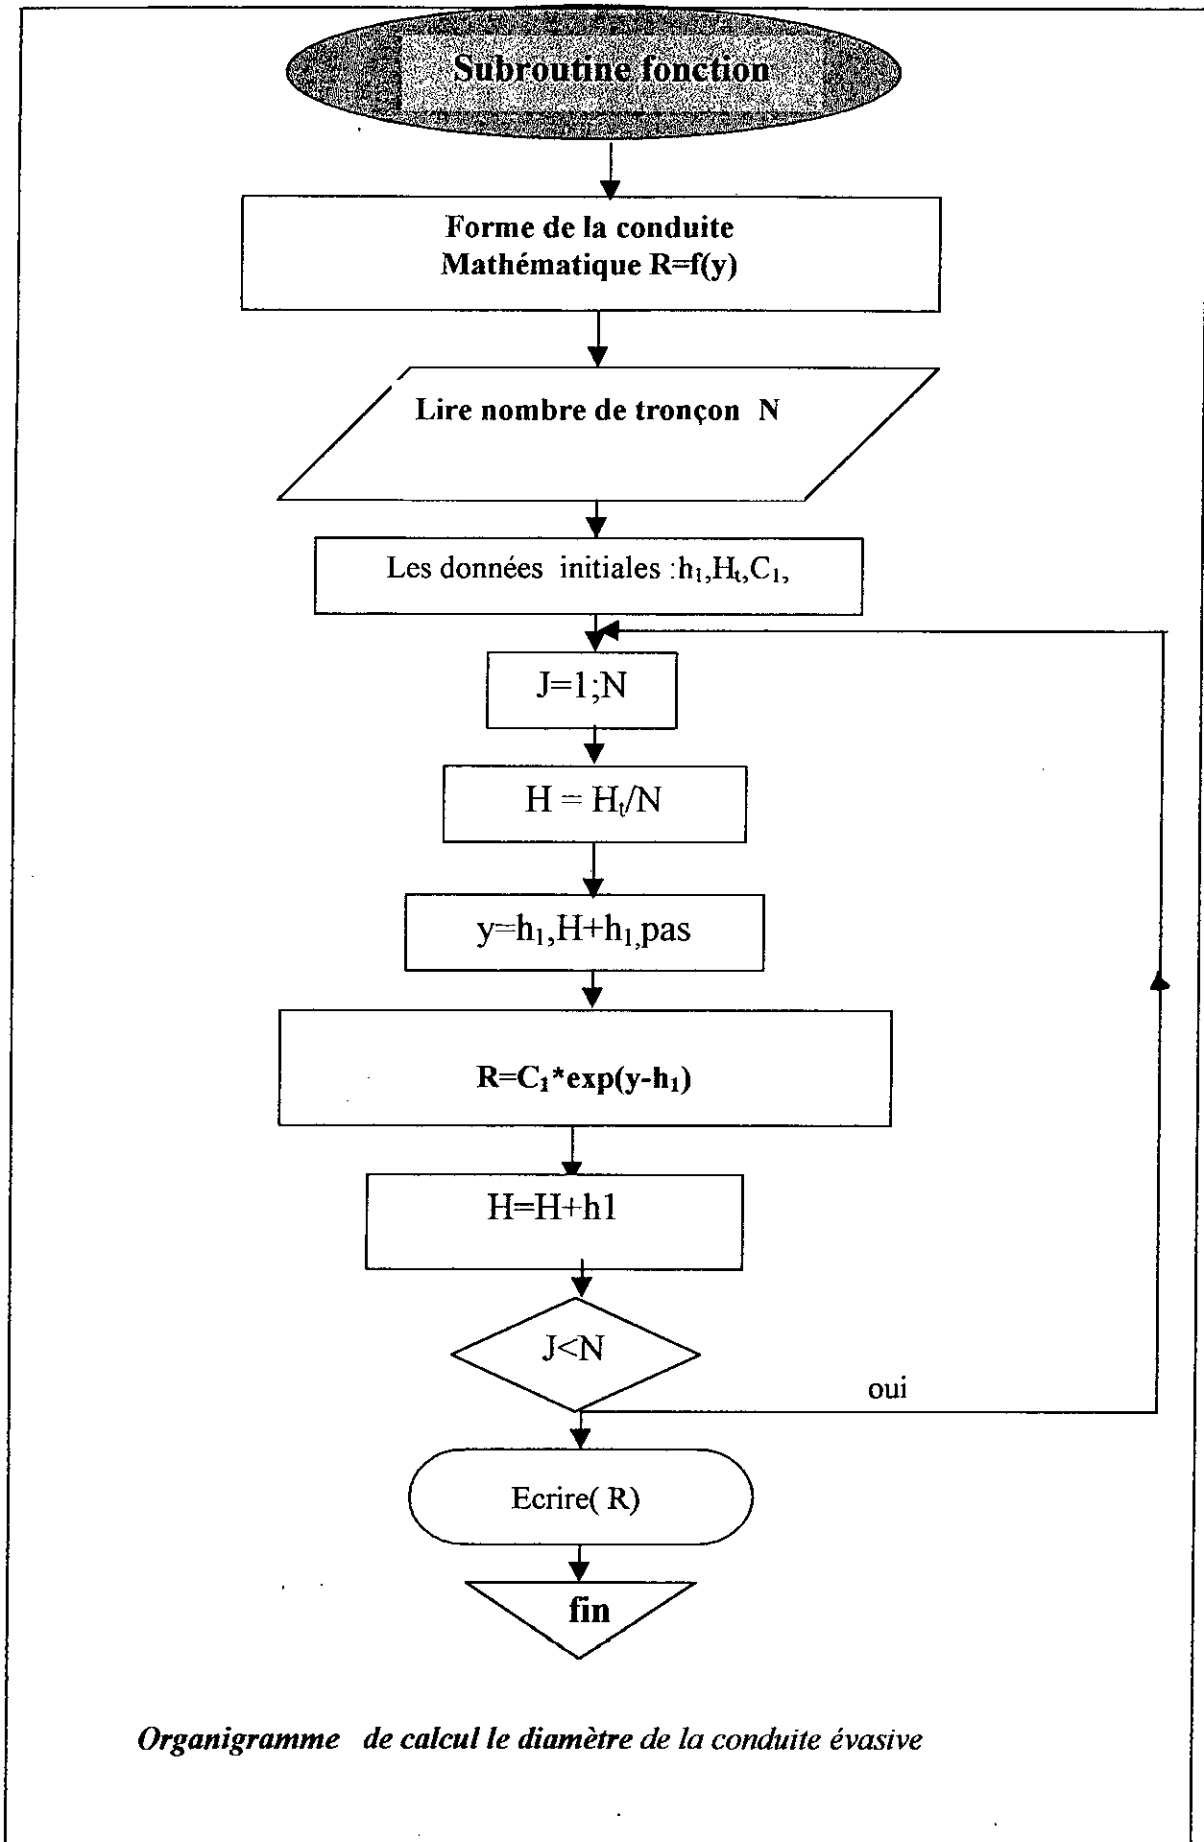 Subroutine fonction
Forme de la conduite
Mathématique R=f(y)
Lire nombre de tronçon N
Les données initiales :h₁,Hₜ,C₁,
J=1;N
H = Hₜ/N
y=h₁,H+h₁,pas
R=C₁*exp(y-h₁)
H=H+h1
J<N
oui
Ecrire( R)
fin
Organigramme de calcul le diamètre de la conduite évasive